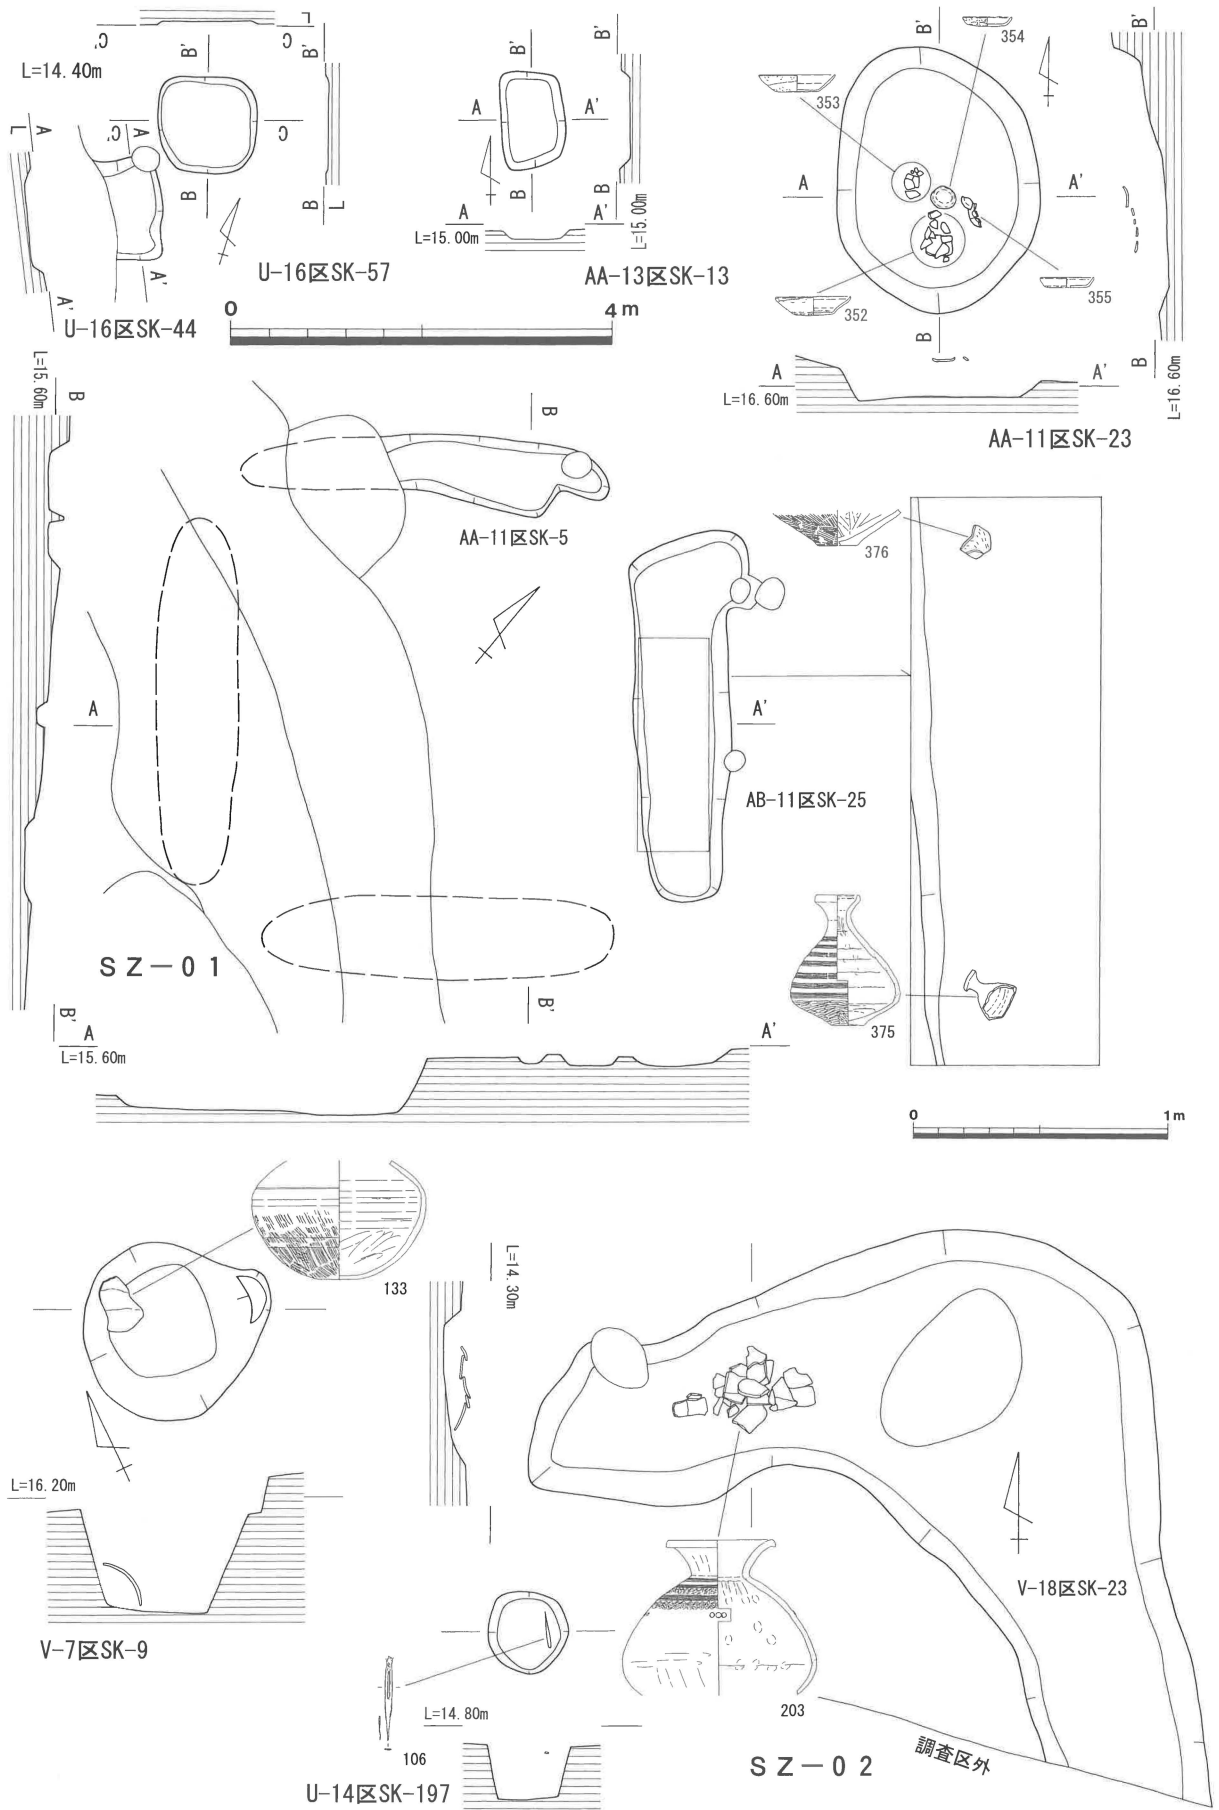 L
C'
C
B'
B'
L=14.40m
A
L
A
C'
C
B
B
L
A'
A'
U-16区SK-57
U-16区SK-44
B'
B'
A
A'
B
B
A
A'
L=15.00m
L=15.00m
AA-13区SK-13
0
4m
B'
354
B'
353
A
A'
355
352
B
B
A
A'
L=16.60m
L=16.60m
AA-11区SK-23
L=15.60m
B
B
AA-11区SK-5
376
A
A'
AB-11区SK-25
SZ-01
375
B'
B'
A
L=15.60m
A'
0
1m
133
L=14.30m
L=16.20m
V-7区SK-9
V-18区SK-23
203
106
L=14.80m
U-14区SK-197
SZ-02
調査区外